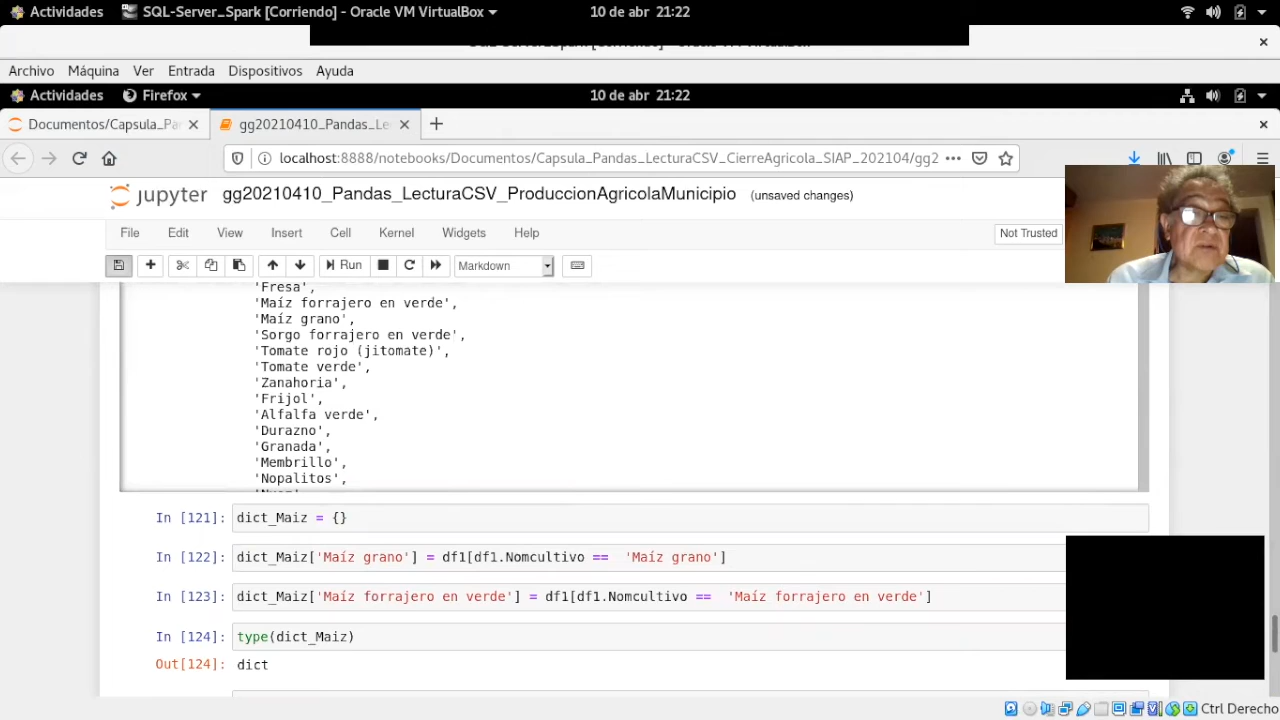 Actividades SQL-Server_Spark [Corriendo] - Oracle VM VirtualBox 10 de abr 21:22
Archivo Máquina Ver Entrada Dispositivos Ayuda
Actividades Firefox 10 de abr 21:22
Documentos/Capsula_Pa gg20210410_Pandas_Le
localhost:8888/notebooks/Documentos/Capsula_Pandas_LecturaCSV_CierreAgricola_SIAP_202104/gg2
jupyter gg20210410_Pandas_LecturaCSV_ProduccionAgricolaMunicipio (unsaved changes)
File Edit View Insert Cell Kernel Widgets Help Not Trusted
Run Markdown
'Fresa',
'Maíz forrajero en verde',
'Maíz grano',
'Sorgo forrajero en verde',
'Tomate rojo (jitomate)',
'Tomate verde',
'Zanahoria',
'Frijol',
'Alfalfa verde',
'Durazno',
'Granada',
'Membrillo',
'Nopalitos',
In [121]: dict_Maiz = {}
In [122]: dict_Maiz['Maíz grano'] = df1[df1.Nomcultivo == 'Maíz grano']
In [123]: dict_Maiz['Maíz forrajero en verde'] = df1[df1.Nomcultivo == 'Maíz forrajero en verde']
In [124]: type(dict_Maiz)
Out[124]: dict
Ctrl Derecho